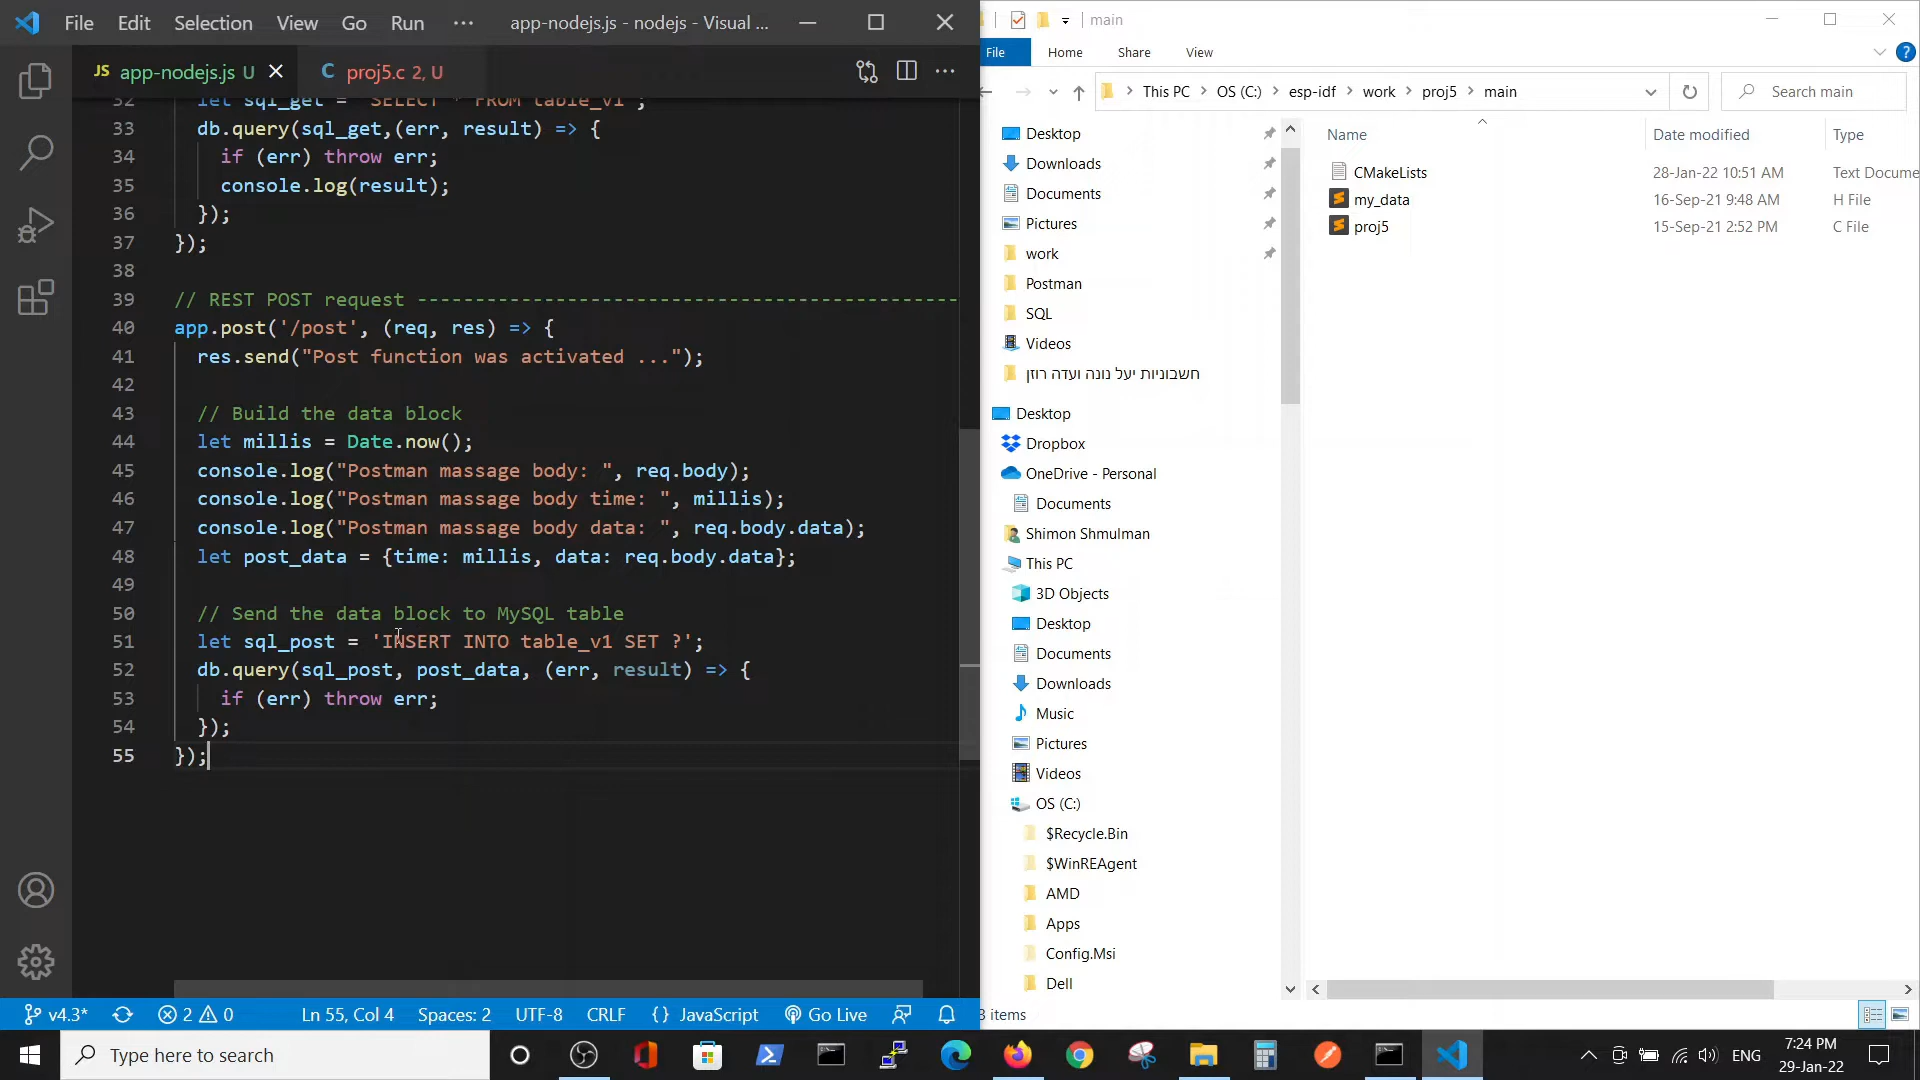 File Edit Selection View Go Run ··· app-nodejs.js - nodejs - Visual ...
JS app-nodejs.js U
C proj5.c 2, U
32 let sql_get = 'SELECT * FROM table_v1';
33 db.query(sql_get,(err, result) => {
34 if (err) throw err;
35 console.log(result);
36 });
37 });
38
39 // REST POST request -----------------------------------------------
40 app.post('/post', (req, res) => {
41 res.send("Post function was activated ...");
42
43 // Build the data block
44 let millis = Date.now();
45 console.log("Postman massage body: ", req.body);
46 console.log("Postman massage body time: ", millis);
47 console.log("Postman massage body data: ", req.body.data);
48 let post_data = {time: millis, data: req.body.data};
49
50 // Send the data block to MySQL table
51 let sql_post = 'INSERT INTO table_v1 SET ?';
52 db.query(sql_post, post_data, (err, result) => {
53 if (err) throw err;
54 });
55 });
v4.3* 2 0 Ln 55, Col 4 Spaces: 2 UTF-8 CRLF {} JavaScript Go Live
main
File Home Share View
This PC > OS (C:) > esp-idf > work > proj5 > main
Search main
Desktop
Downloads
Documents
Pictures
work
Postman
SQL
Videos
חשבוניות יעל נונה ועדה רוזן
Desktop
Dropbox
OneDrive - Personal
Documents
Shimon Shmulman
This PC
3D Objects
Desktop
Documents
Downloads
Music
Pictures
Videos
OS (C:)
$Recycle.Bin
$WinREAgent
AMD
Apps
Config.Msi
Dell
Name Date modified Type
CMakeLists 28-Jan-22 10:51 AM Text Docume
my_data 16-Sep-21 9:48 AM H File
proj5 15-Sep-21 2:52 PM C File
3 items
Type here to search
ENG
7:24 PM
29-Jan-22